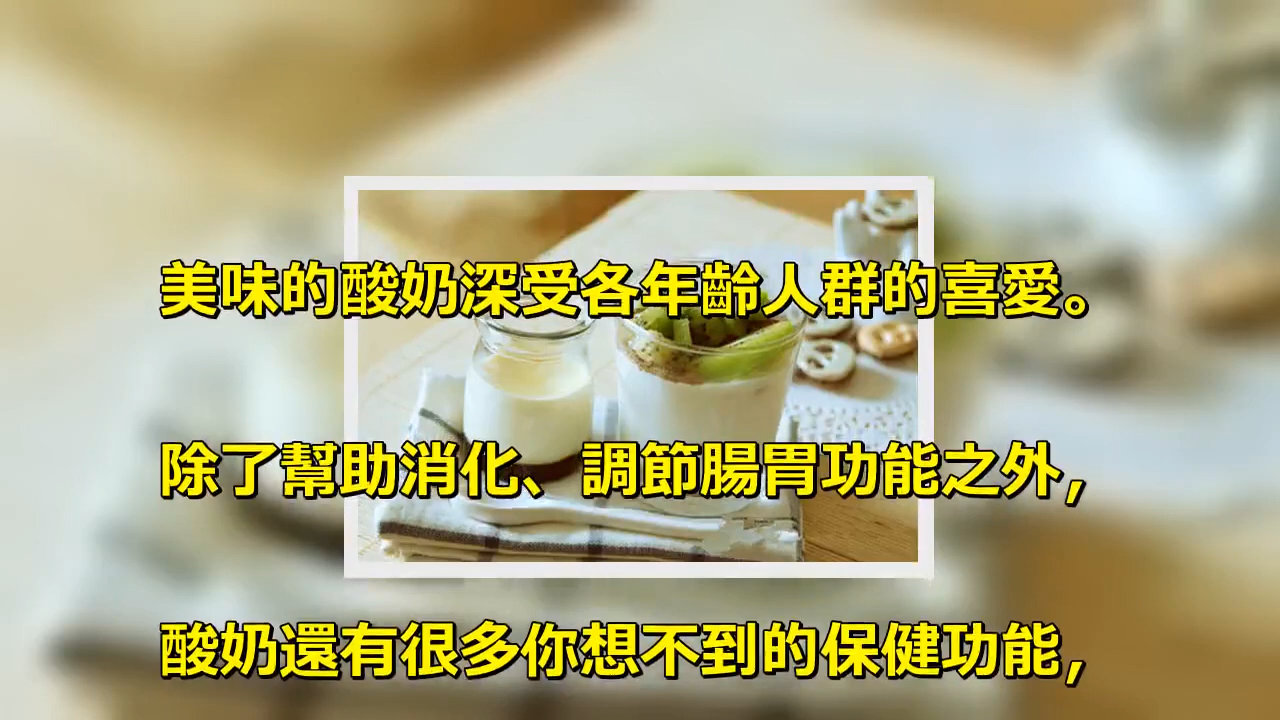 美味的酸奶深受各年齡人群的喜愛。
除了幫助消化、調節腸胃功能之外，
酸奶還有很多你想不到的保健功能，